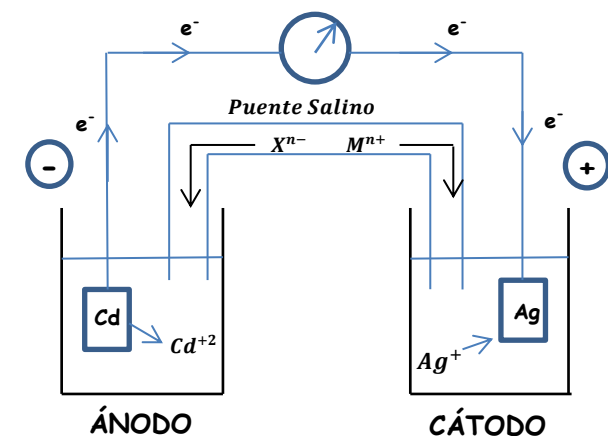 e⁻
e⁻
e⁻
e⁻
Puente Salino
Xⁿ⁻ Mⁿ⁺
-
+
Cd
Cd⁺²
Ag
Ag⁺
ÁNODO
CÁTODO